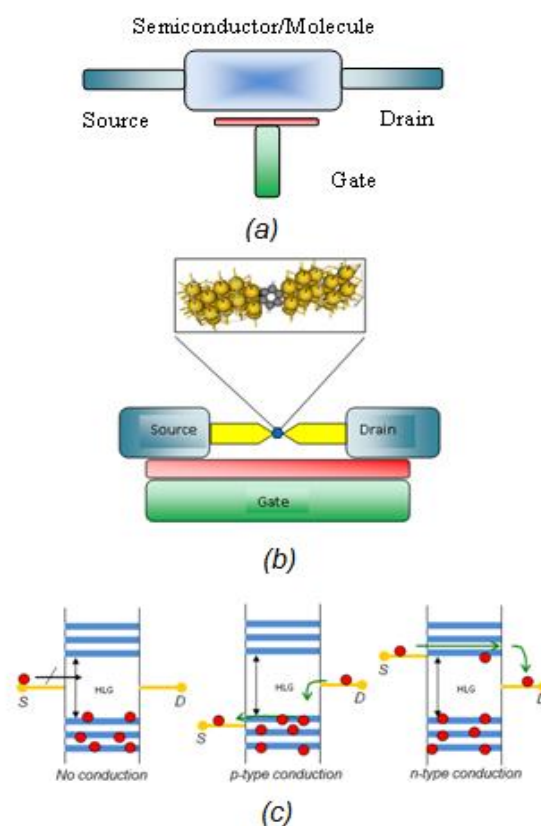 Semiconductor/Molecule
Source Drain
Gate
(a)
Source Drain
Gate
(b)
HLG HLG HLG
S D S D S D
No conduction p-type conduction n-type conduction
(c)